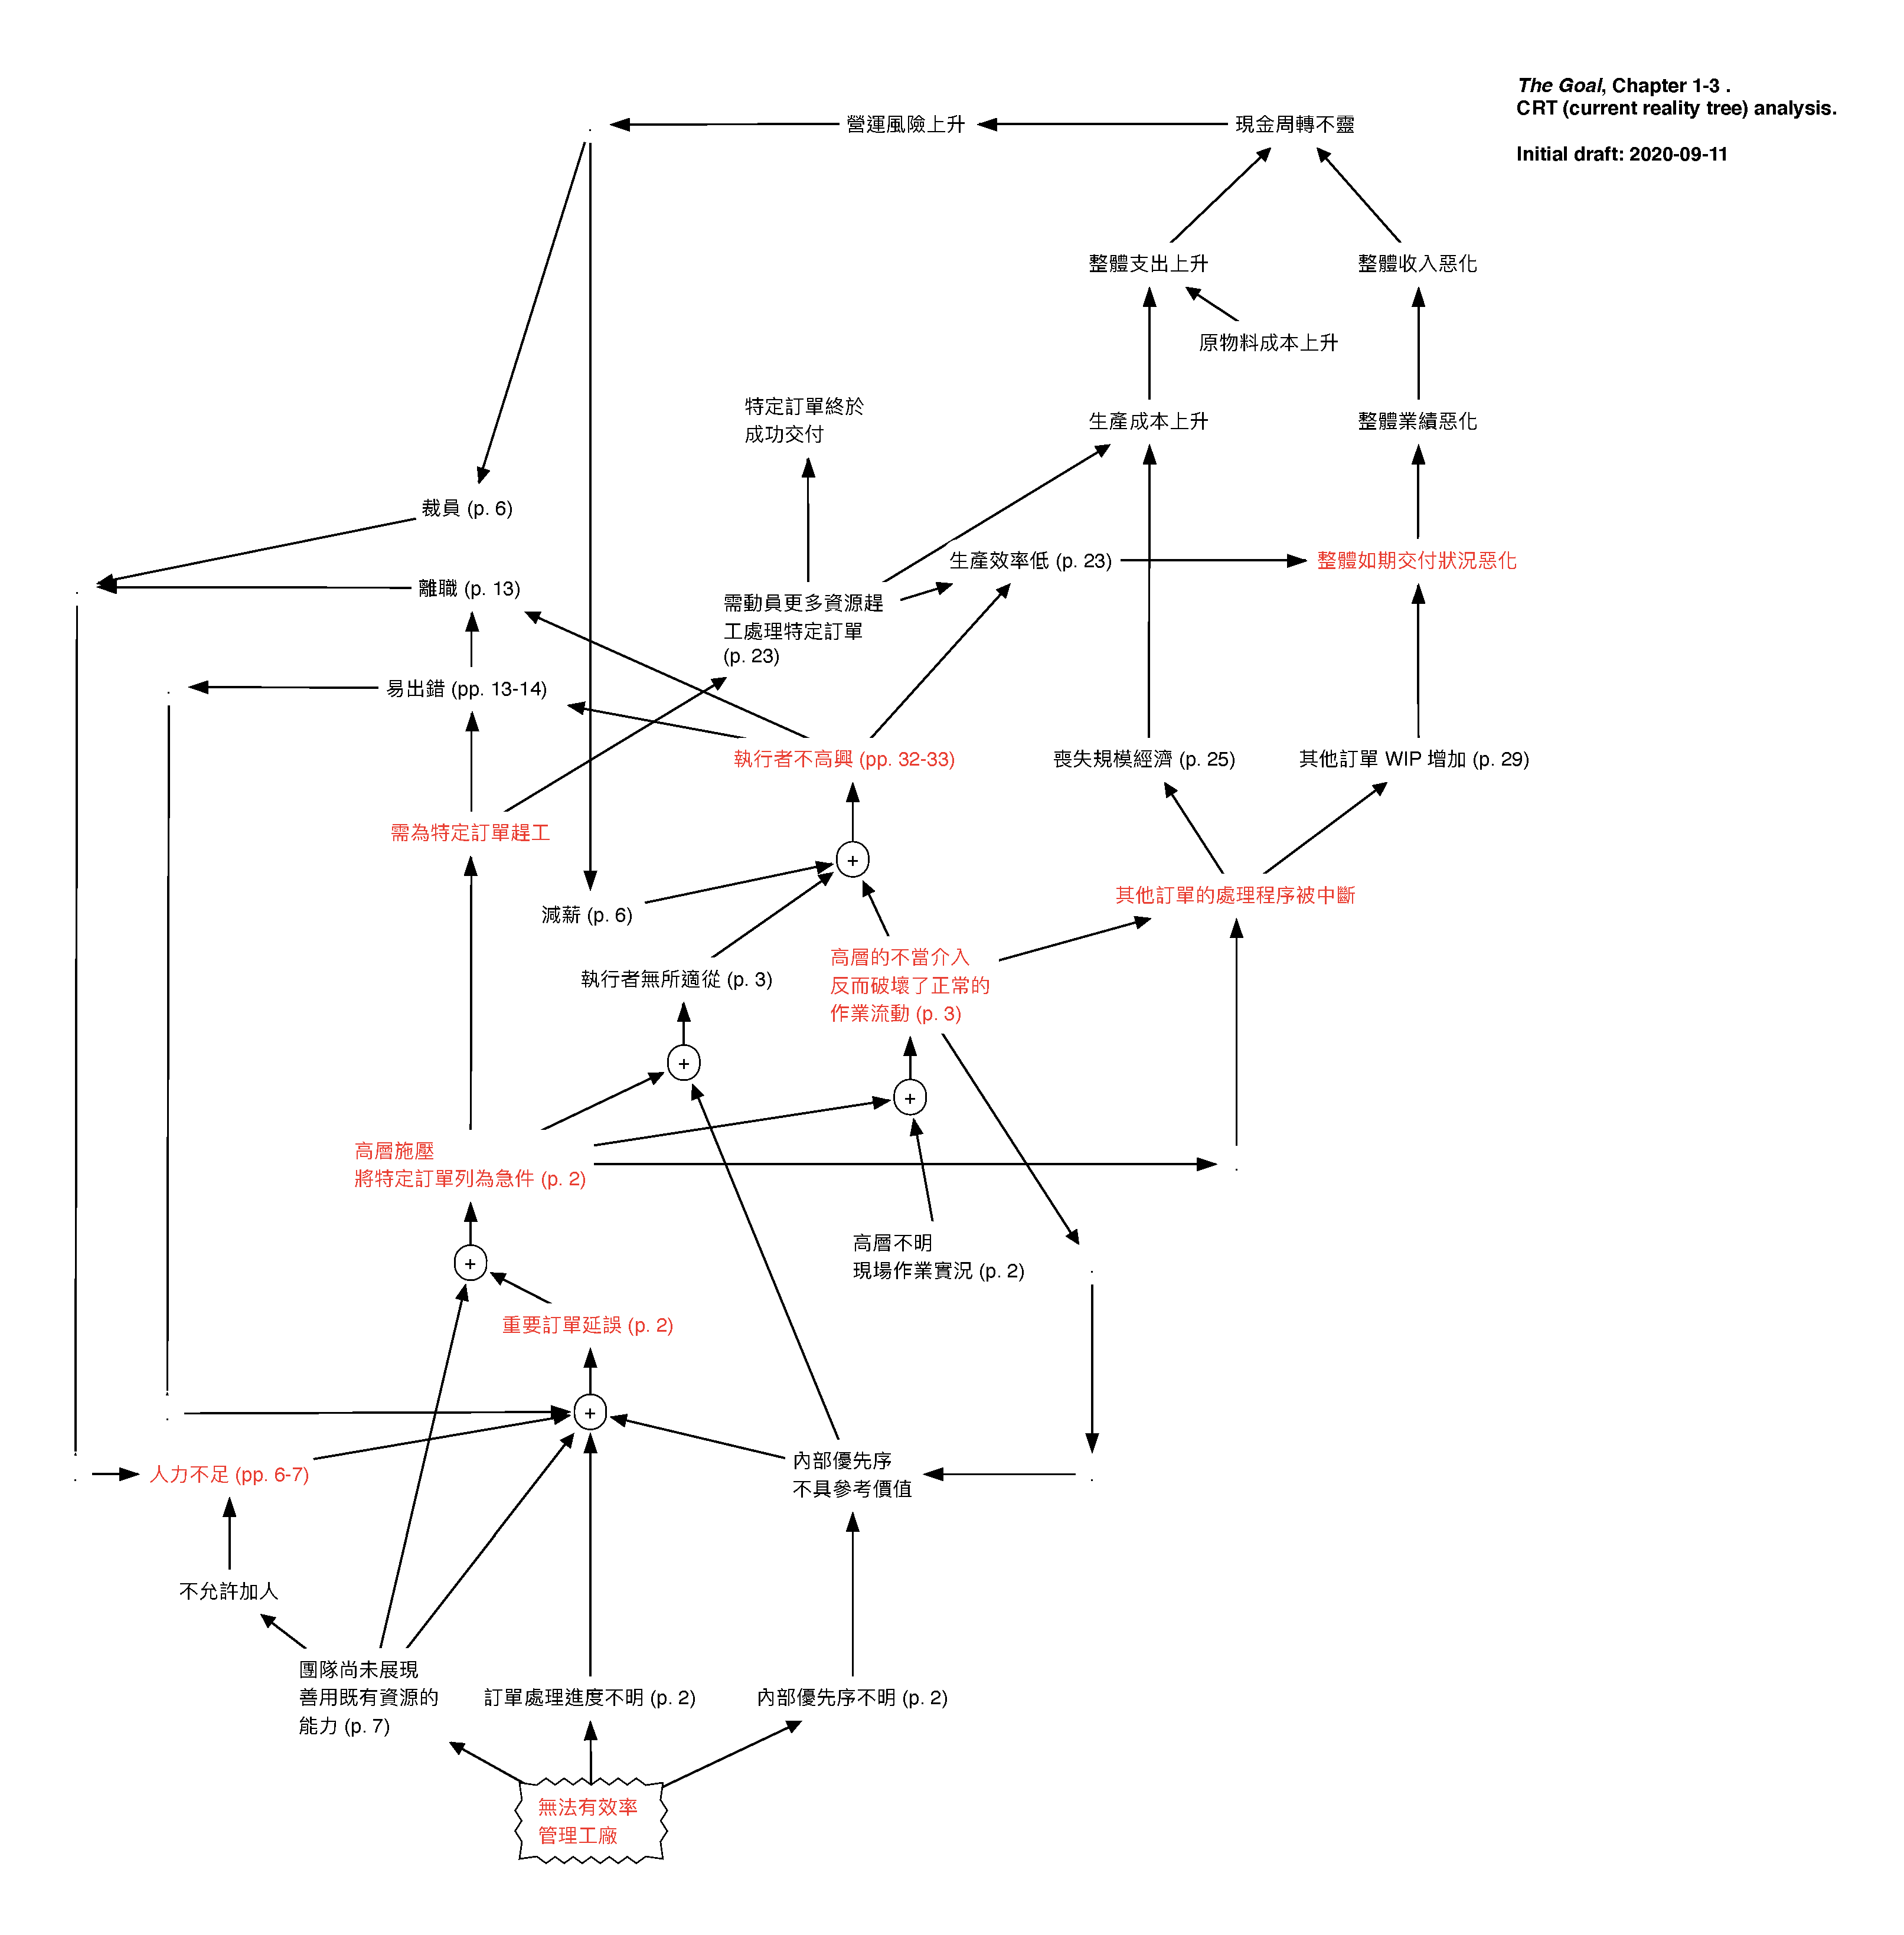 The Goal, Chapter 1-3 .
CRT (current reality tree) analysis.
Initial draft: 2020-09-11
營運風險上升
現金周轉不靈
整體支出上升
整體收入惡化
原物料成本上升
特定訂單終於
成功交付
生產成本上升
整體業績惡化
裁員 (p. 6)
生產效率低 (p. 23)
整體如期交付狀況惡化
離職 (p. 13)
需動員更多資源趕
工處理特定訂單
(p. 23)
易出錯 (pp. 13-14)
執行者不高興 (pp. 32-33)
喪失規模經濟 (p. 25)
其他訂單 WIP 增加 (p. 29)
需為特定訂單趕工
+
其他訂單的處理程序被中斷
減薪 (p. 6)
高層的不當介入
反而破壞了正常的
作業流動 (p. 3)
執行者無所適從 (p. 3)
+
+
高層施壓
將特定訂單列為急件 (p. 2)
高層不明
現場作業實況 (p. 2)
+
重要訂單延誤 (p. 2)
+
內部優先序
不具參考價值
人力不足 (pp. 6-7)
不允許加人
團隊尚未展現
善用既有資源的
能力 (p. 7)
訂單處理進度不明 (p. 2)
內部優先序不明 (p. 2)
無法有效率
管理工廠